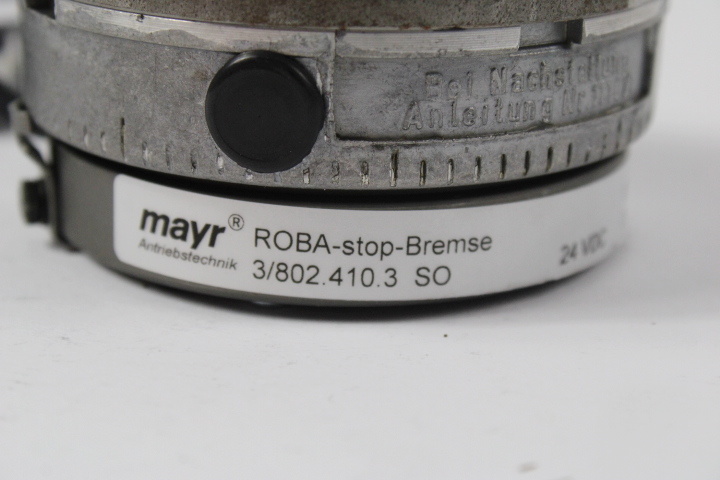 Bei Nachstellung
Anleitung Nr.
mayr®
Antriebstechnik
ROBA-stop-Bremse
3/802.410.3 SO
24 VDC